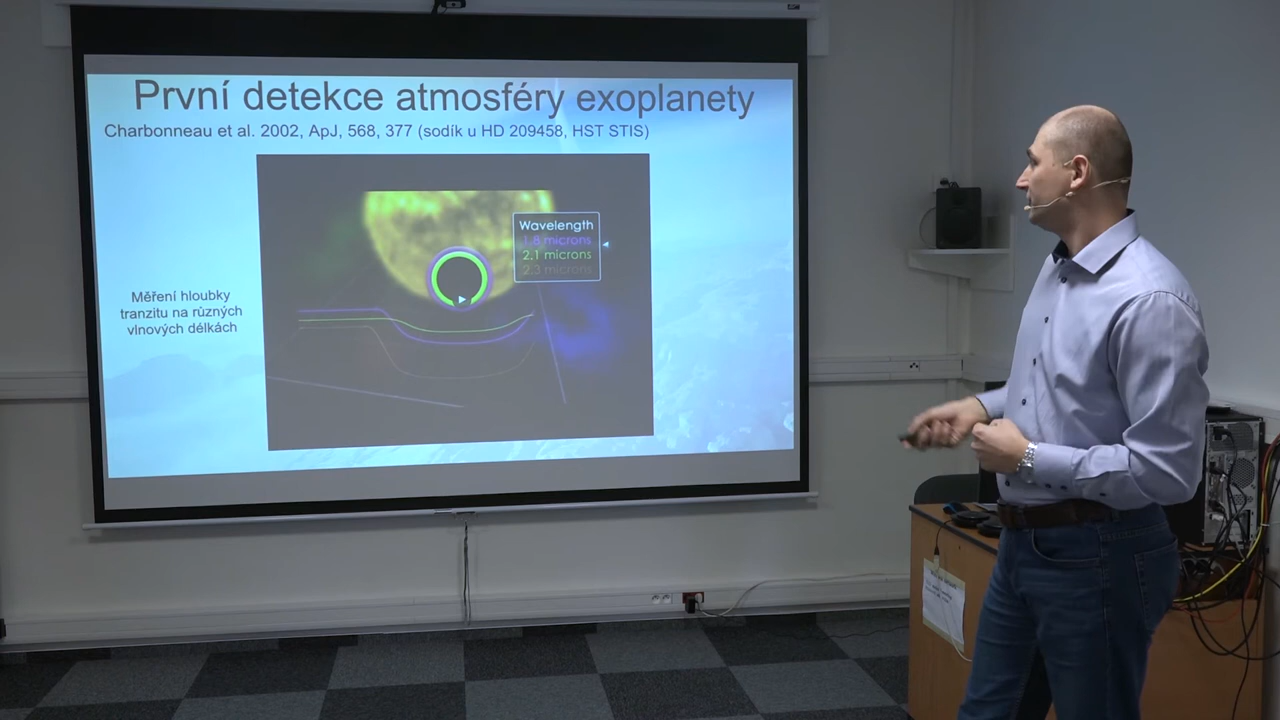 První detekce atmosféry exoplanety
Charbonneau et al. 2002, ApJ, 568, 377 (sodík u HD 209458, HST STIS)
Wavelength
1.8 microns
2.1 microns
2.3 microns
Měření hloubky
tranzitu na různých
vlnových délkách